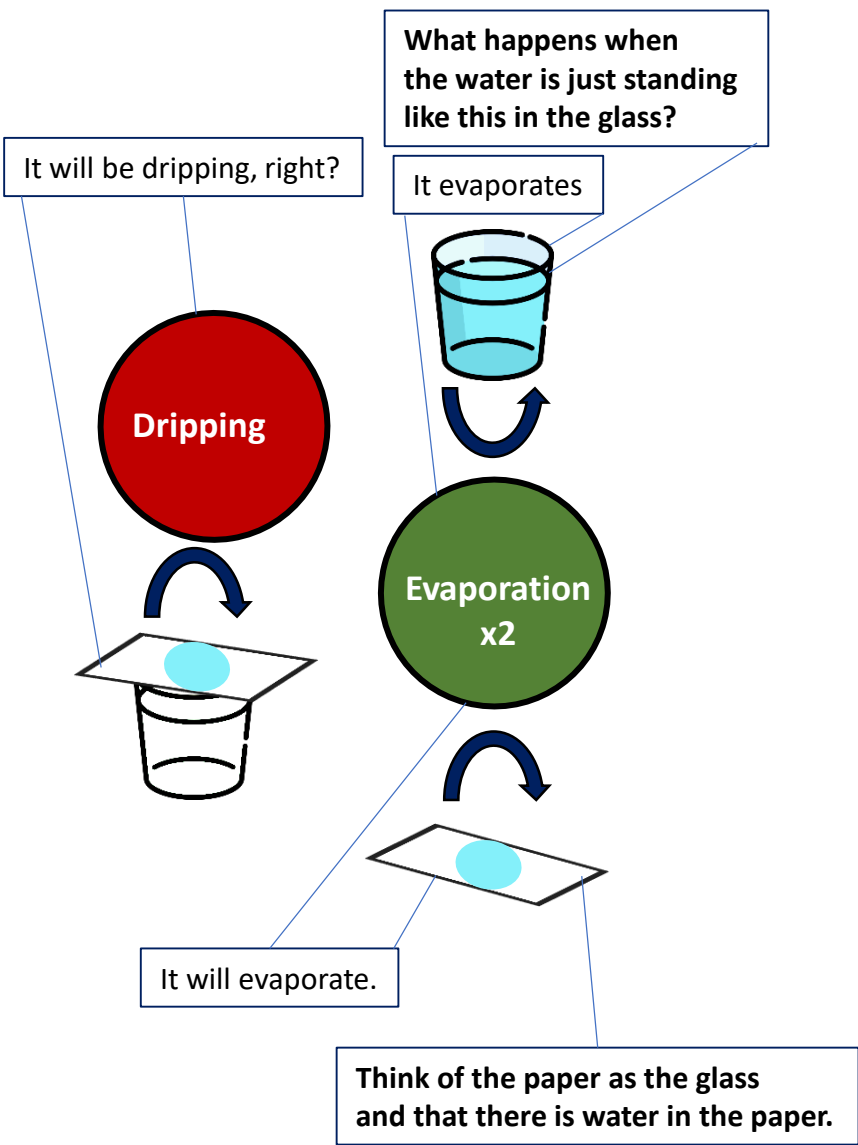 What happens when
the water is just standing
like this in the glass?
It will be dripping, right?
It evaporates
Dripping
Evaporation
x2
It will evaporate.
Think of the paper as the glass
and that there is water in the paper.